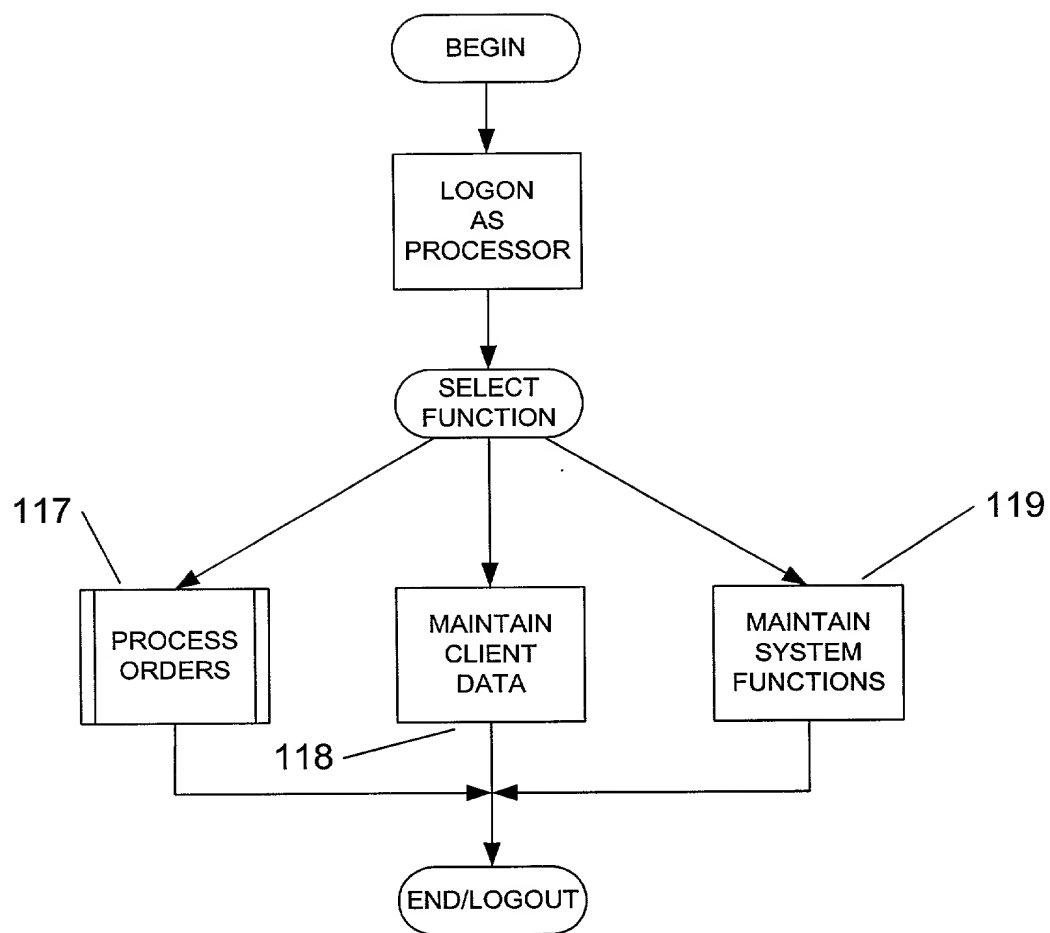 BEGIN
LOGON
AS
PROCESSOR
SELECT
FUNCTION
117
119
PROCESS
ORDERS
MAINTAIN
CLIENT
DATA
MAINTAIN
SYSTEM
FUNCTIONS
118
END/LOGOUT